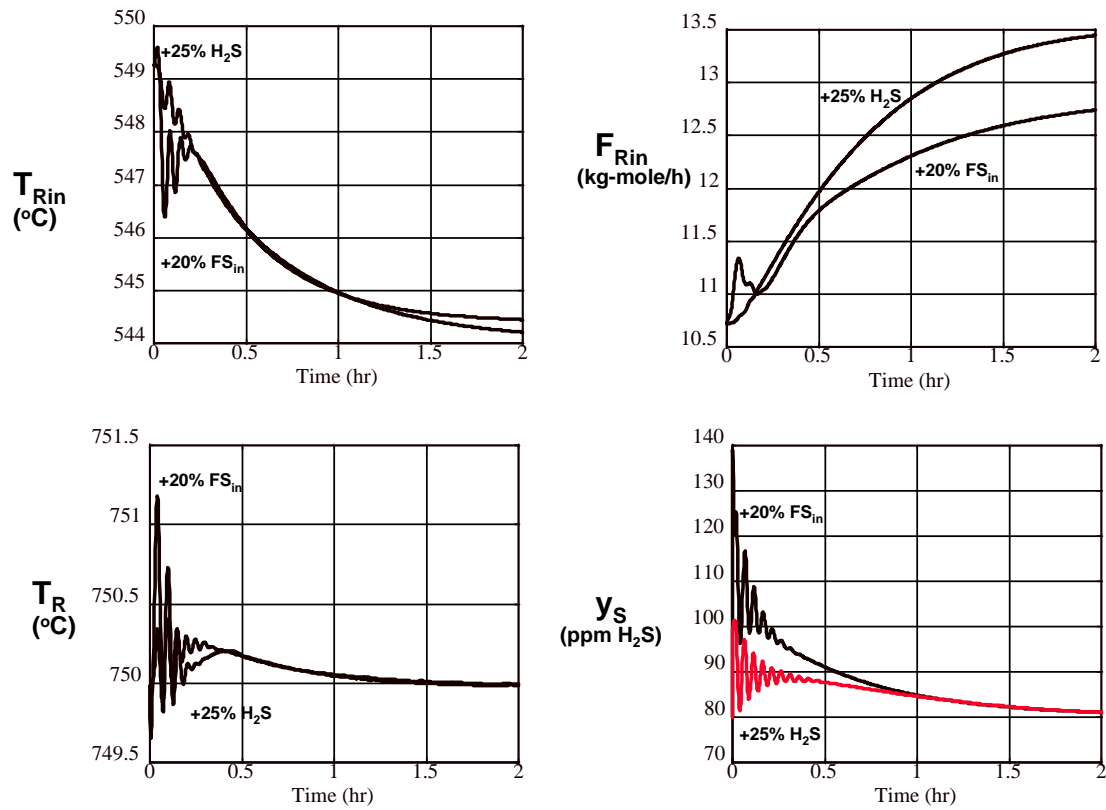 550
549
548
547
546
545
544
+25% H2S
+20% FSin
TRin
(oC)
0 0.5 1 1.5 2
Time (hr)
13.5
13
12.5
12
11.5
11
10.5
+25% H2S
+20% FSin
FRin
(kg-mole/h)
0 0.5 1 1.5 2
Time (hr)
751.5
751
750.5
750
749.5
+20% FSin
+25% H2S
TR
(oC)
0 0.5 1 1.5 2
Time (hr)
140
130
120
110
100
90
80
70
+20% FSin
+25% H2S
yS
(ppm H2S)
0 0.5 1 1.5 2
Time (hr)